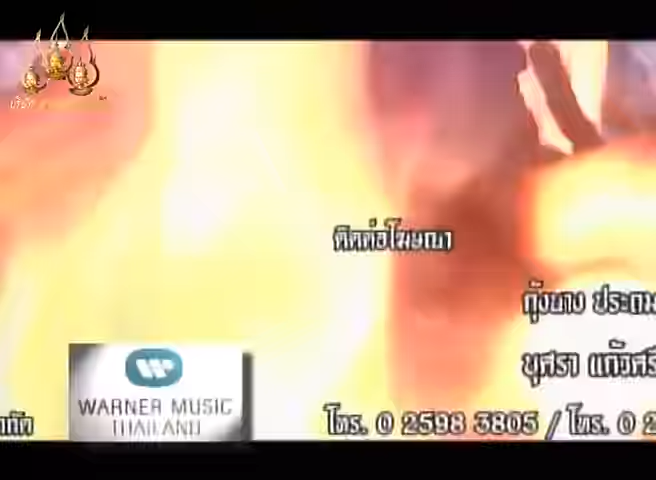 ติดต่อโฆษณา
กุ้งนาง ประถม
บุศรา แก้วศรี
WARNER MUSIC
THAILAND
โทร. 0 2598 3805 / โทร. 0 2